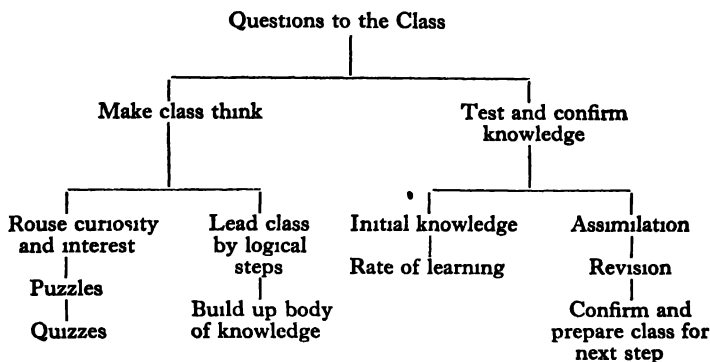 Questions to the Class
Make class think
Test and confirm
knowledge
Rouse curiosity
and interest
Puzzles
Quizzes
Lead class
by logical
steps
Build up body
of knowledge
Initial knowledge
Rate of learning
Assimilation
Revision
Confirm and
prepare class for
next step